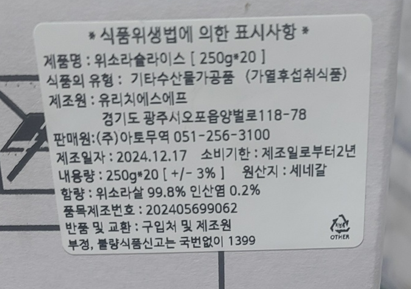 * 식품위생법에 의한 표시사항 *
제품명 : 위소라슬라이스 [ 250g*20 ]
식품의 유형 : 기타수산물가공품 (가열후섭취식품)
제조원 : 유리치에스에프
경기도 광주시오포읍양벌로118-78
판매원:(주)아토무역 051-256-3100
제조일자 : 2024.12.17 소비기한 : 제조일로부터2년
내용량 : 250g*20 [ +/- 3% ] 원산지 : 세네갈
함량 : 위소라살 99.8% 인산염 0.2%
품목제조번호 : 202405699062
반품 및 교환 : 구입처 및 제조원
부정, 불량식품신고는 국번없이 1399
OTHER